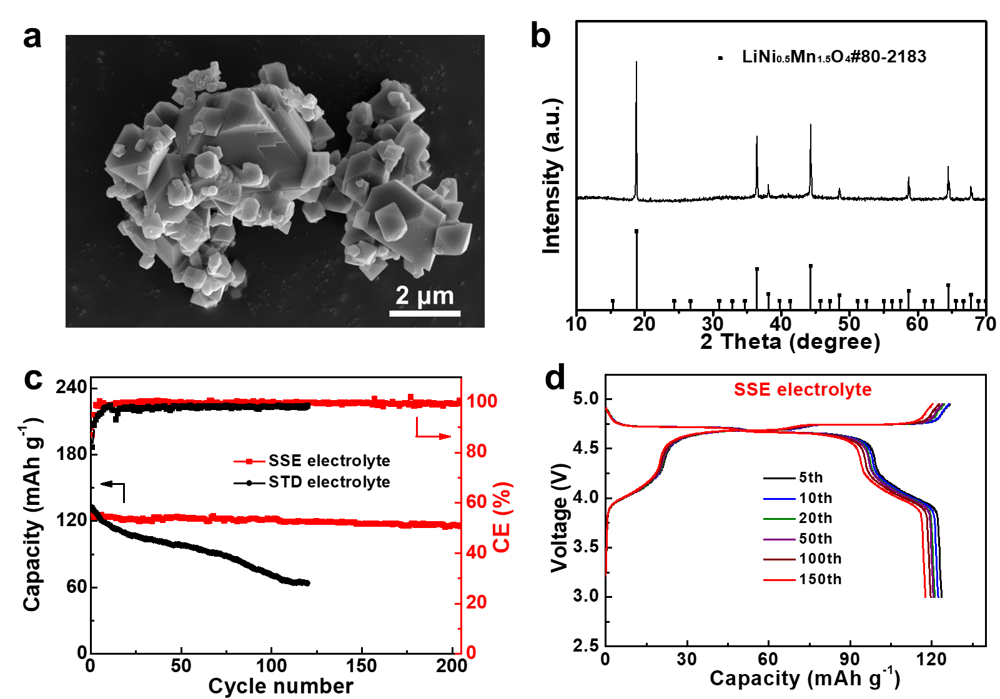 a
2 µm
b
LiNi0.5Mn1.5O4#80-2183
Intensity (a.u.)
10 20 30 40 50 60 70
2 Theta (degree)
c
240
180
120
60
0
Capacity (mAh g-1)
100
80
60
40
20
0
CE (%)
SSE electrolyte
STD electrolyte
0 50 100 150 200
Cycle number
d
SSE electrolyte
5.0
4.5
4.0
3.5
3.0
2.5
Voltage (V)
5th
10th
20th
50th
100th
150th
0 30 60 90 120
Capacity (mAh g-1)